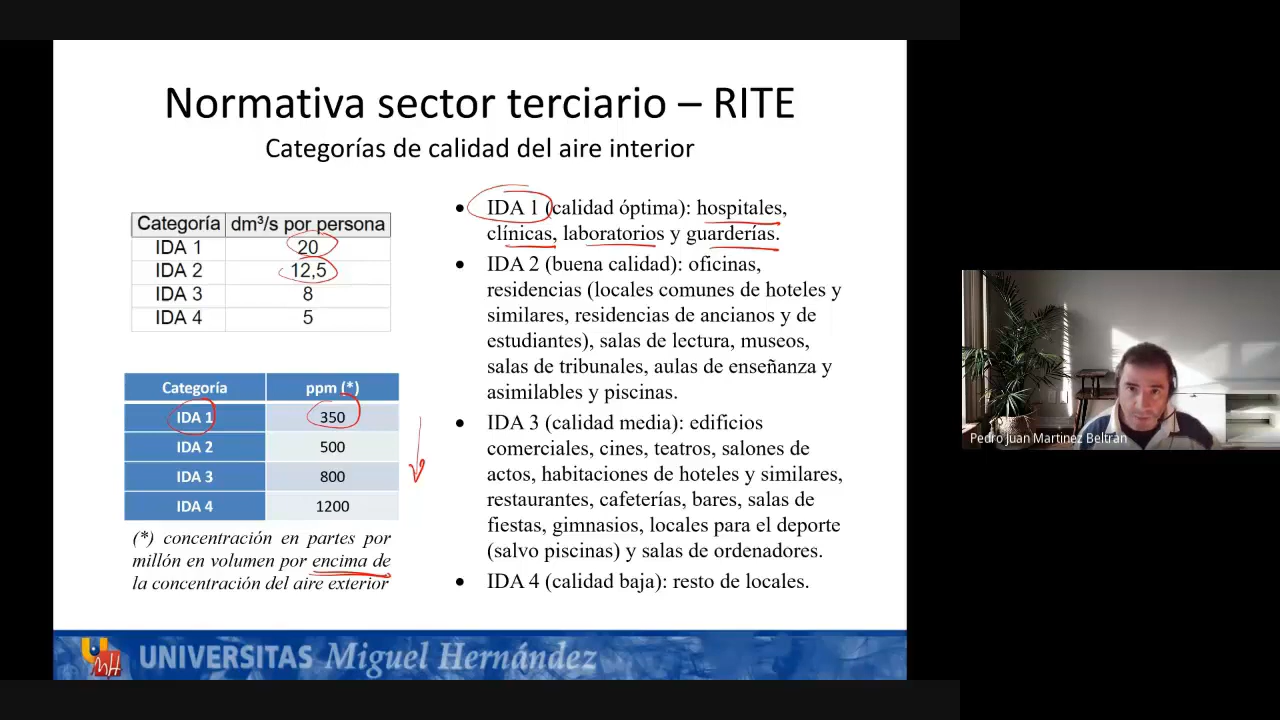 Normativa sector terciario – RITE
Categorías de calidad del aire interior
Categoría dm³/s por persona
IDA 1 20
IDA 2 12,5
IDA 3 8
IDA 4 5
Categoría ppm (*)
IDA 1 350
IDA 2 500
IDA 3 800
IDA 4 1200
(*) concentración en partes por
millón en volumen por encima de
la concentración del aire exterior
• IDA 1 (calidad óptima): hospitales,
clínicas, laboratorios y guarderías.
• IDA 2 (buena calidad): oficinas,
residencias (locales comunes de hoteles y
similares, residencias de ancianos y de
estudiantes), salas de lectura, museos,
salas de tribunales, aulas de enseñanza y
asimilables y piscinas.
• IDA 3 (calidad media): edificios
comerciales, cines, teatros, salones de
actos, habitaciones de hoteles y similares,
restaurantes, cafeterías, bares, salas de
fiestas, gimnasios, locales para el deporte
(salvo piscinas) y salas de ordenadores.
• IDA 4 (calidad baja): resto de locales.
UNIVERSITAS Miguel Hernández
Pedro Juan Martinez Beltrán